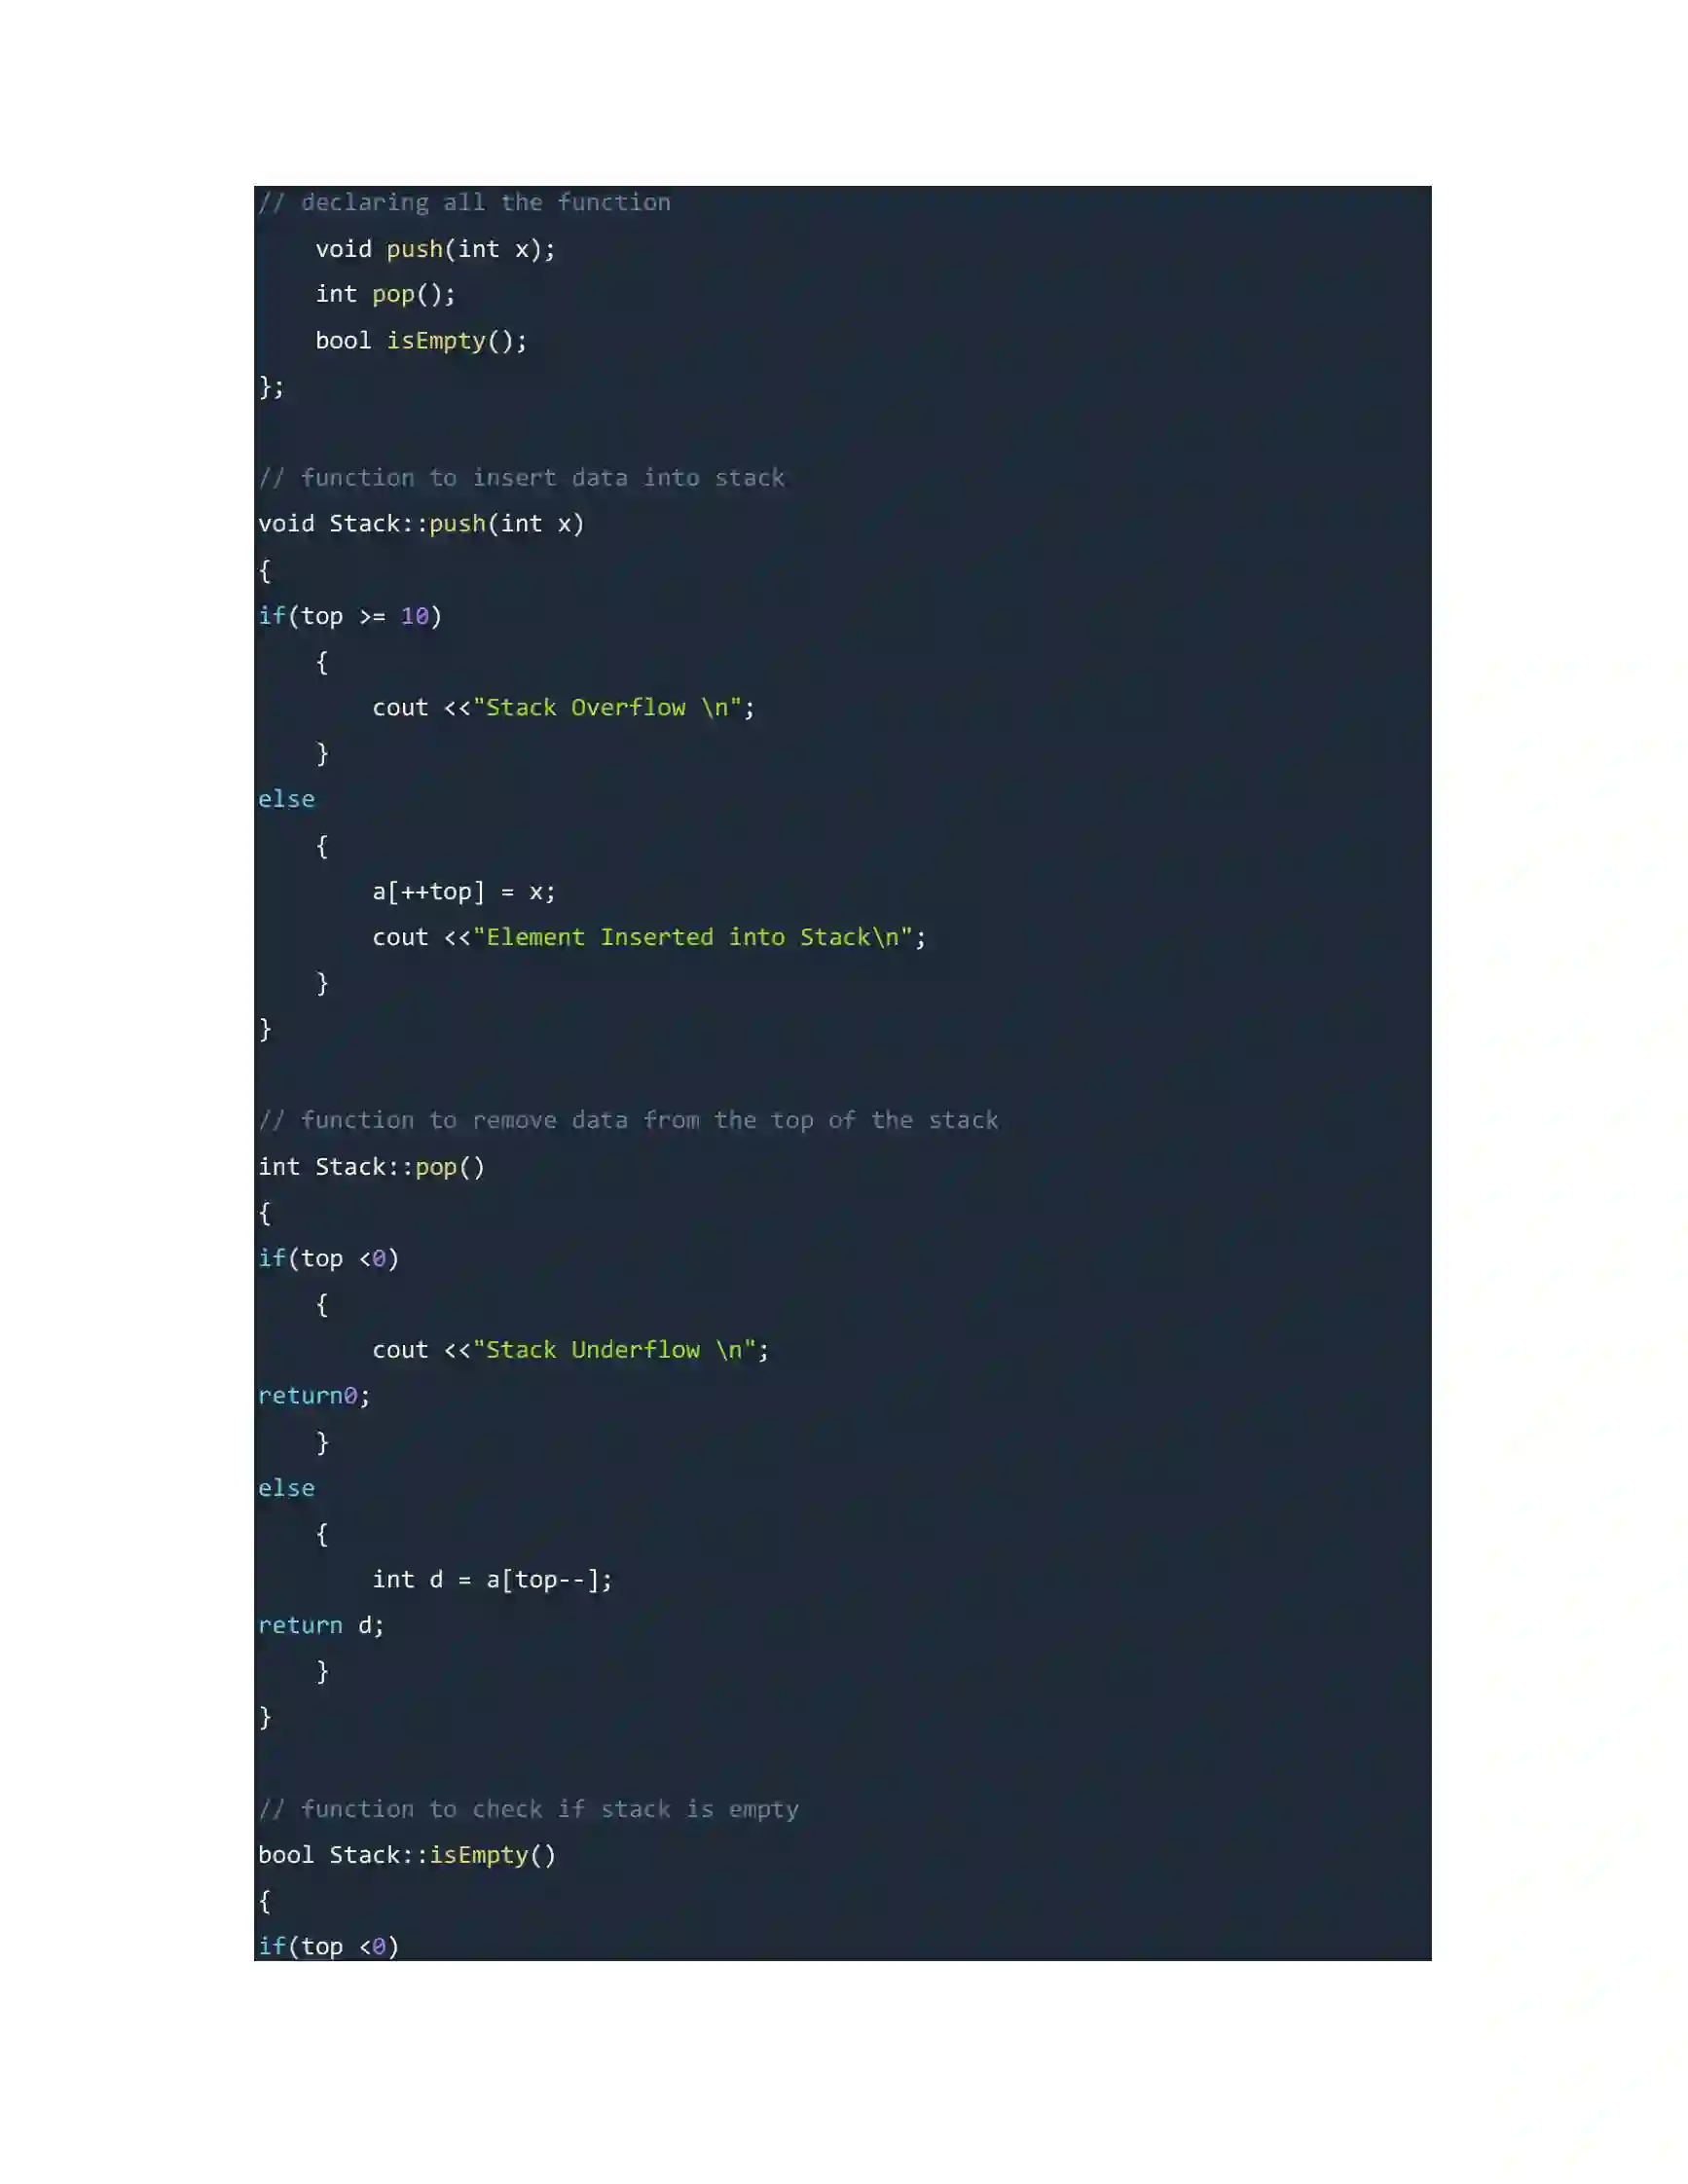 // declaring all the function
    void push(int x);
    int pop();
    bool isEmpty();
};
// function to insert data into stack
void Stack::push(int x)
{
if(top >= 10)
    {
        cout <<"Stack Overflow \n";
    }
else
    {
        a[++top] = x;
        cout <<"Element Inserted into Stack\n";
    }
}
// function to remove data from the top of the stack
int Stack::pop()
{
if(top <0)
    {
        cout <<"Stack Underflow \n";
return0;
    }
else
    {
        int d = a[top--];
return d;
    }
}
// function to check if stack is empty
bool Stack::isEmpty()
{
if(top <0)